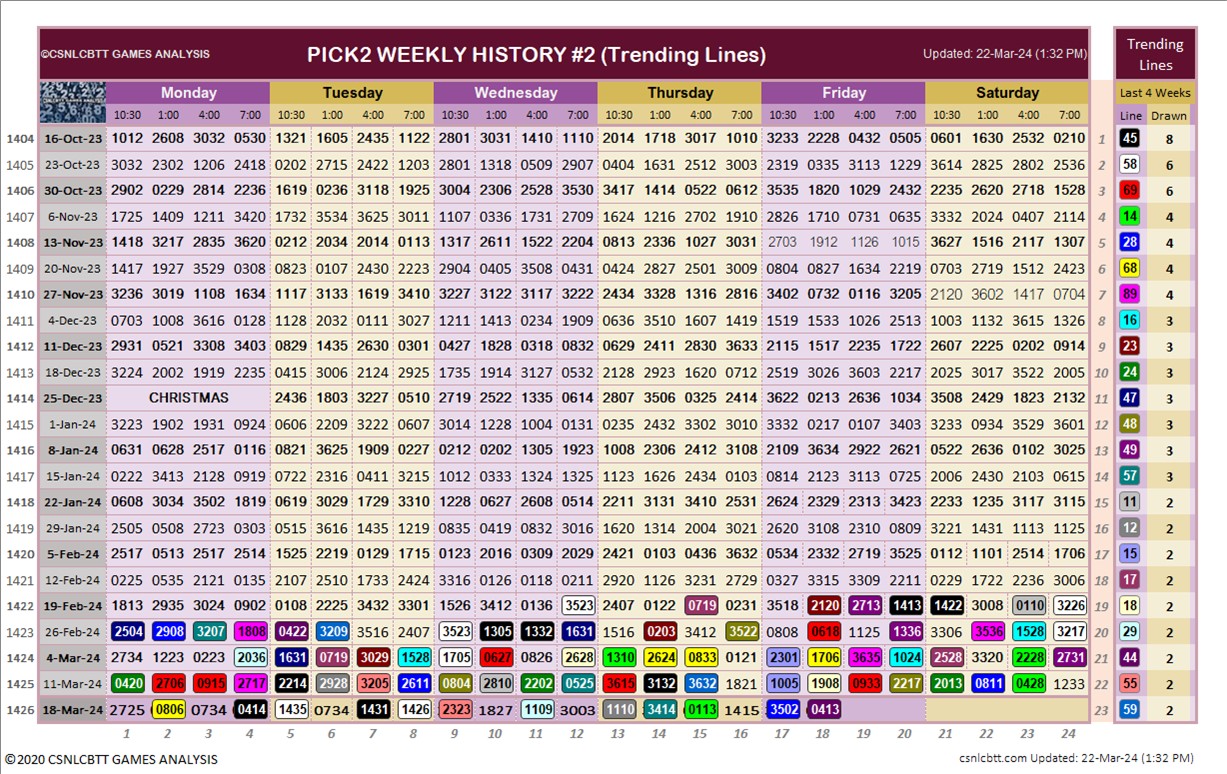 ©CSNLCBTT GAMES ANALYSIS PICK2 WEEKLY HISTORY #2 (Trending Lines) Updated: 22-Mar-24 (1:32 PM) Trending Lines
Monday Tuesday Wednesday Thursday Friday Saturday Last 4 Weeks
10:30 1:00 4:00 7:00 10:30 1:00 4:00 7:00 10:30 1:00 4:00 7:00 10:30 1:00 4:00 7:00 10:30 1:00 4:00 7:00 10:30 1:00 4:00 7:00 Line Drawn
1404 16-Oct-23 1012 2608 3032 0530 1321 1605 2435 1122 2801 3031 1410 1110 2014 1718 3017 1010 3233 2228 0432 0505 0601 1630 2532 0210 1 45 8
1405 23-Oct-23 3032 2302 1206 2418 0202 2715 2422 1203 2801 1318 0509 2907 0404 1631 2512 3003 2319 0335 3113 1229 3614 2825 2802 2536 2 58 6
1406 30-Oct-23 2902 0229 2814 2236 1619 0236 3118 1923 3004 2306 2528 3530 3417 1414 0522 0612 3535 1820 1029 2432 2235 2620 2718 1528 3 69 6
1407 6-Nov-23 1725 1409 1211 3420 1732 3534 3625 3011 1107 0336 1731 2709 1624 1216 2702 1910 2826 1710 0731 0635 3332 2024 0407 2114 4 14 4
1408 13-Nov-23 1418 3217 2835 3620 0212 2034 2014 0113 1317 2611 1522 2204 0813 2336 1027 3031 2703 1912 1126 1015 3627 1516 2117 1307 5 28 4
1409 20-Nov-23 1417 1927 3529 0308 0823 0107 2430 2223 2904 0405 3508 0431 0424 2827 2501 3009 0804 0827 1634 2219 0703 2719 1512 2423 6 68 4
1410 27-Nov-23 3236 3019 1108 1634 1117 3133 1619 3410 3227 3122 3117 3222 2434 3328 1316 2816 3402 0732 0116 3205 2120 3602 1417 0704 7 89 4
1411 4-Dec-23 0703 1008 3616 0128 1128 2032 0111 3027 1211 1413 0234 1909 0636 3510 1607 1419 1519 1533 1026 2513 1003 1132 3615 1326 8 16 3
1412 11-Dec-23 2931 0521 3308 3403 0829 1435 2630 0301 0427 1828 0318 0832 0629 2411 2830 3633 2115 1517 2235 1722 2607 2225 0202 0914 9 23 3
1413 18-Dec-23 3224 2002 1919 2235 0415 3006 2124 2925 1735 1914 3127 0532 2128 2923 1620 0712 2519 3026 3603 2217 2025 3017 3522 2005 10 24 3
1414 25-Dec-23 CHRISTMAS 2436 1803 3227 0510 2719 2522 1335 0614 2807 3506 0325 2414 3622 0213 2636 1034 3508 2429 1823 2132 11 47 3
1415 1-Jan-24 3223 1902 1931 0924 0606 2209 3222 0607 3014 1228 1004 0131 0235 2432 3302 3010 3332 0217 0107 3403 3233 0934 3529 3601 12 48 3
1416 8-Jan-24 0631 0628 2517 0116 0821 3625 1909 0227 0212 0202 1905 1923 1008 2306 2412 3108 2109 3634 2922 2621 0522 2636 0102 3025 13 49 3
1417 15-Jan-24 0222 3413 2128 0919 0722 2316 0411 3213 1012 0333 1324 1325 1123 1626 2434 0103 0814 2123 3113 0725 2006 2430 2103 0615 14 57 3
1418 22-Jan-24 0608 3034 3502 1819 0619 3029 1729 3310 1228 0627 2608 0514 2211 3131 3410 2531 2624 2329 2313 3423 2233 1235 3117 3115 15 11 2
1419 29-Jan-24 2505 0508 2723 0303 0515 3616 1435 1219 0835 0419 0832 3016 1620 1314 2004 3021 2620 3108 2310 0809 3221 1431 1113 1125 16 12 2
1420 5-Feb-24 2517 0513 2517 2514 1525 2219 0129 1715 0123 2016 0309 2029 2421 0103 0436 3632 0534 2332 2719 3525 0112 1101 2514 1706 17 15 2
1421 12-Feb-24 0225 0535 2121 0135 2107 2510 1733 2424 3316 0126 0118 0211 2920 1126 3231 2729 0327 3315 3309 2211 0229 1722 2236 3006 18 17 2
1422 19-Feb-24 1813 2935 3024 0902 0108 2225 3432 3301 1526 3412 0136 3523 2407 0122 0719 0231 3518 2120 2713 1413 1422 3008 0110 3226 19 18 2
1423 26-Feb-24 2504 2908 3207 1808 0422 3209 3516 2407 3523 1305 1332 1631 1516 0203 3412 3522 0808 0618 1125 1336 3306 3536 1528 3217 20 29 2
1424 4-Mar-24 2734 1223 0223 2036 1631 0719 3029 1528 1705 0627 0826 2628 1310 2624 0833 0121 2301 1706 3635 1024 2528 3320 2228 2731 21 44 2
1425 11-Mar-24 0420 2706 0915 2717 2214 2928 3205 2611 0804 2810 2202 0525 3615 3132 3632 1821 1005 1908 0933 2217 2013 0811 0428 1233 22 55 2
1426 18-Mar-24 2725 0806 0734 0414 1435 0734 1431 1426 2323 1827 1109 3003 1110 3414 0113 1415 3502 0413 23 59 2
1 2 3 4 5 6 7 8 9 10 11 12 13 14 15 16 17 18 19 20 21 22 23 24
©2020 CSNLCBTT GAMES ANALYSIS csnlcbtt.com Updated: 22-Mar-24 (1:32 PM)